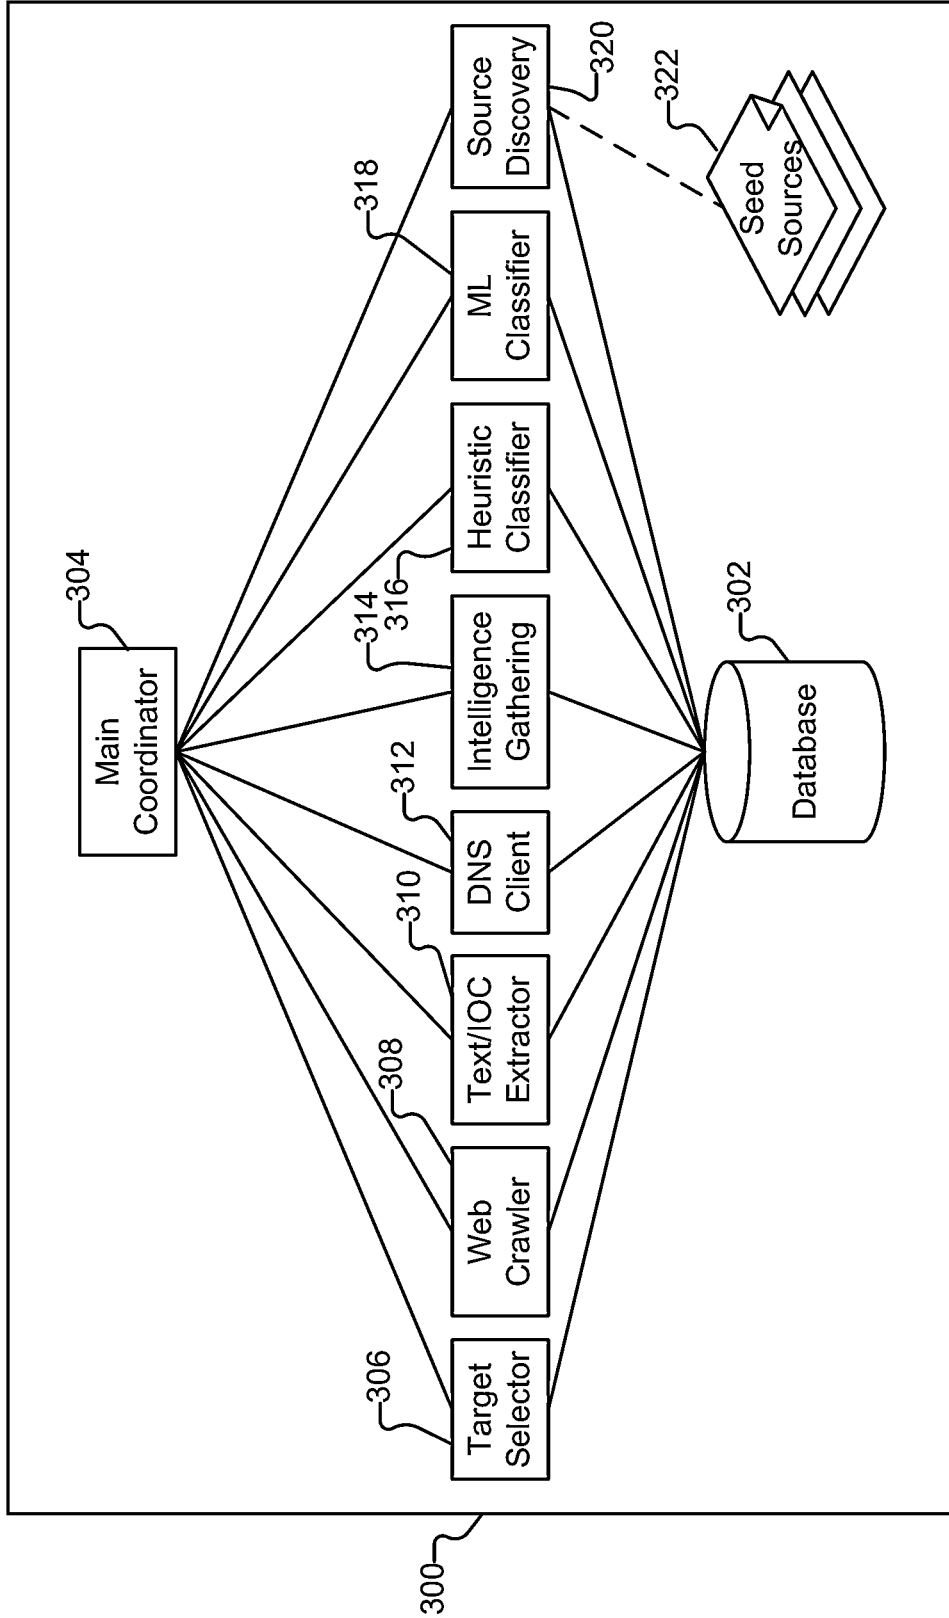 300
304
Main
Coordinator
306
Target
Selector
308
Web
Crawler
310
Text/IOC
Extractor
312
DNS
Client
314
Intelligence
Gathering
316
Heuristic
Classifier
318
ML
Classifier
320
Source
Discovery
302
Database
322
Seed
Sources